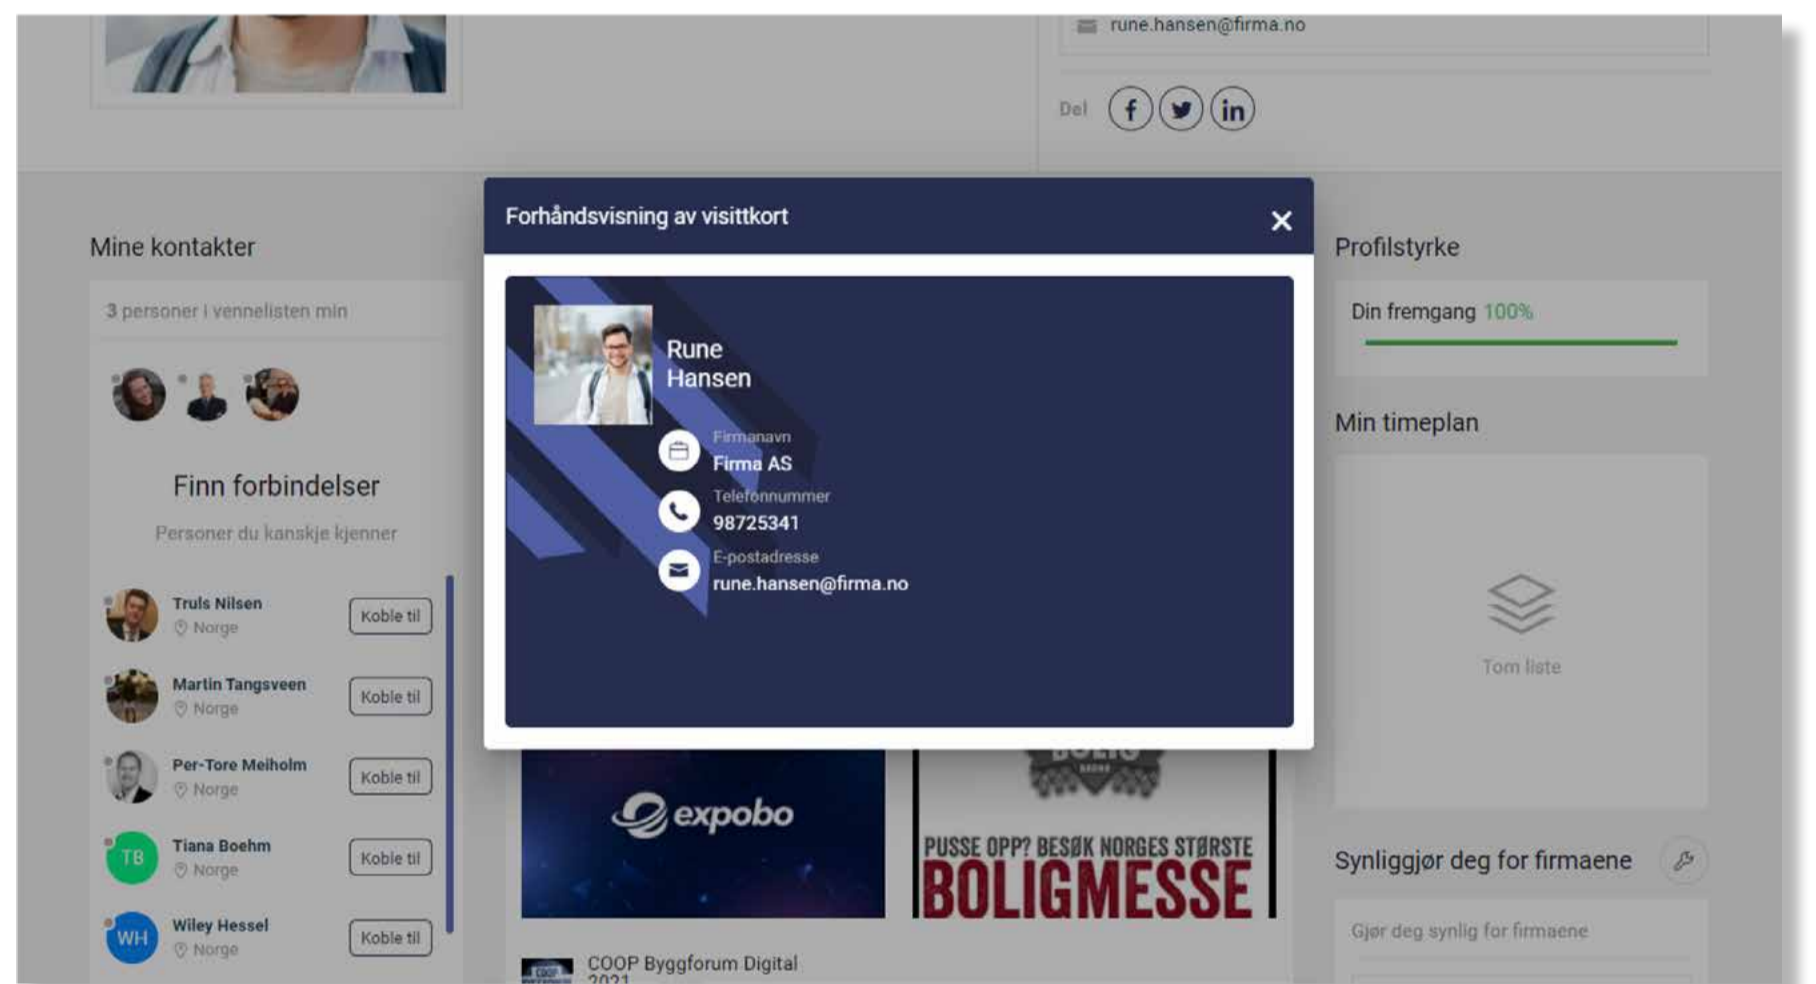 rune.hansen@firma.no
Del
Forhåndsvisning av visittkort
Rune
Hansen
Firmanavn
Firma AS
Telefonnummer
98725341
E-postadresse
rune.hansen@firma.no
Mine kontakter
3 personer i vennelisten min
Finn forbindelser
Personer du kanskje kjenner
Truls Nilsen
Norge
Koble til
Martin Tangsveen
Norge
Koble til
Per-Tore Meiholm
Norge
Koble til
TB
Tiana Boehm
Norge
Koble til
WH
Wiley Hessel
Norge
Koble til
expobo
BOLIG
PUSSE OPP? BESØK NORGES STØRSTE
BOLIGMESSE
COOP
COOP Byggforum Digital
2021
Profilstyrke
Din fremgang 100%
Min timeplan
Tom liste
Synliggjør deg for firmaene
Gjør deg synlig for firmaene